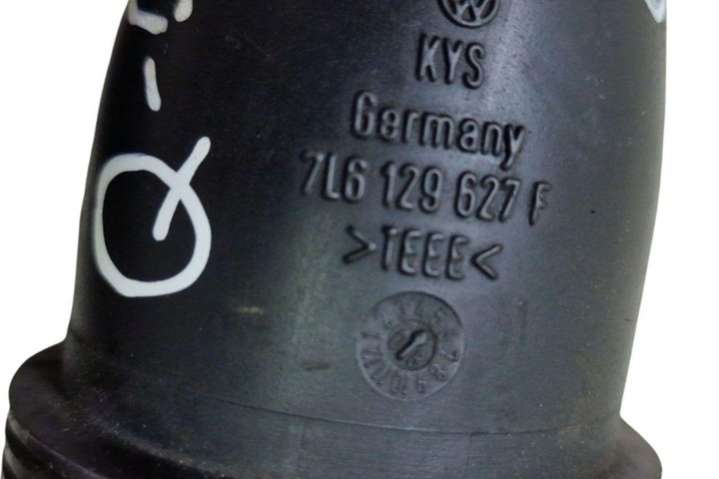 KYS
Germany
7L6 129 627 F
>TEEE<
Q-